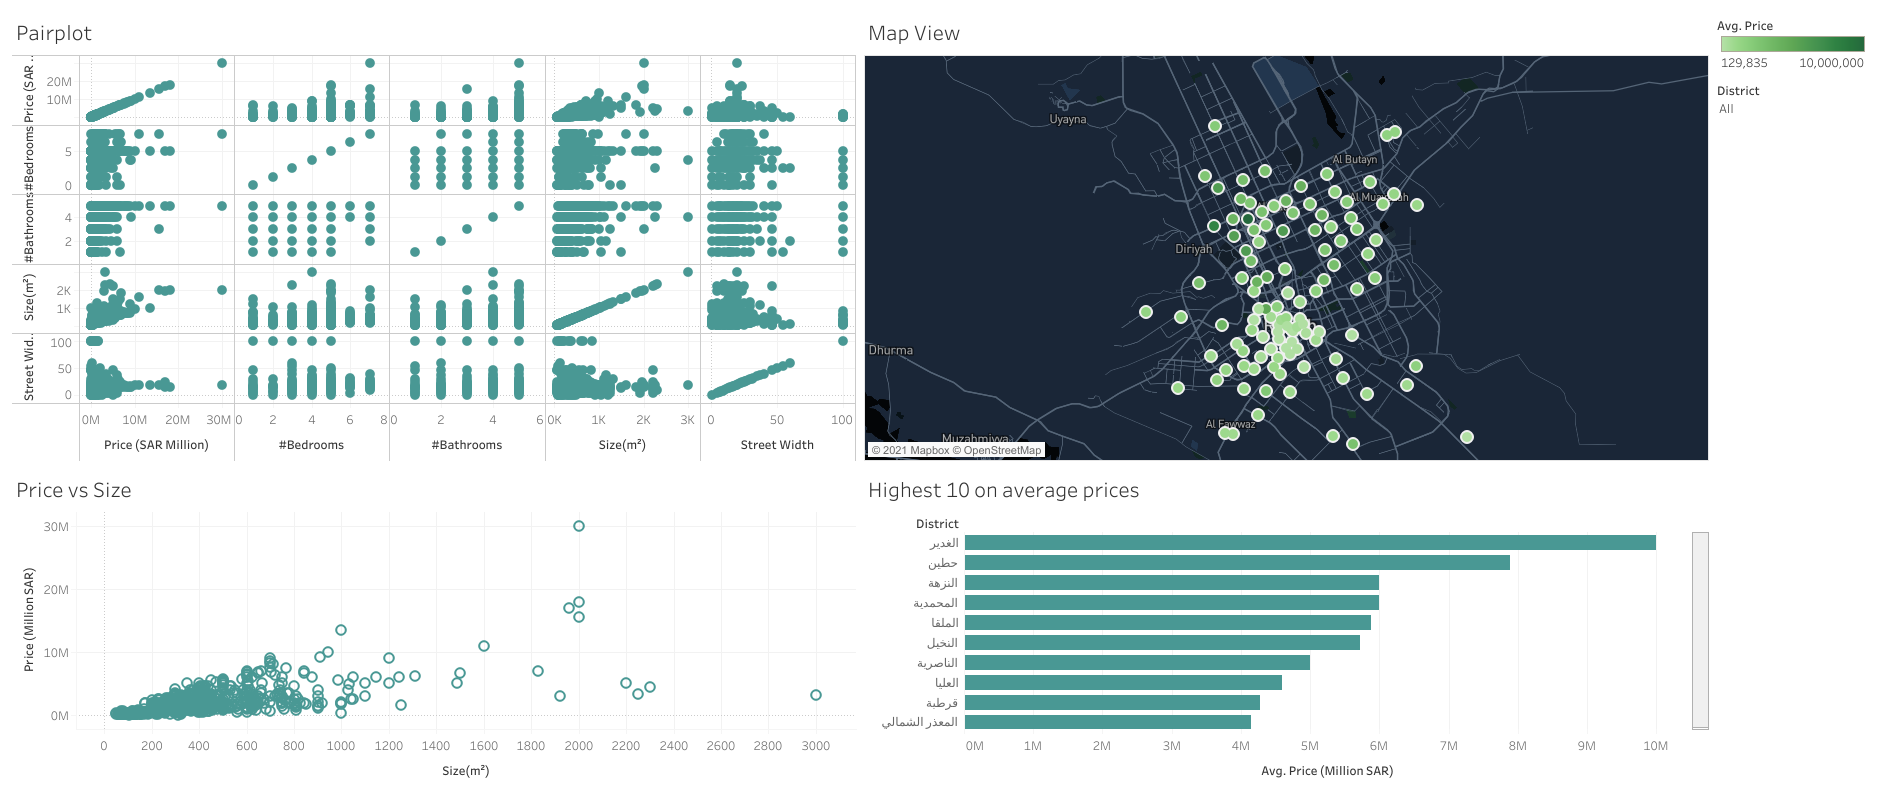 Pairplot
Price (SAR ..
20M
10M
#Bedrooms
5
0
#Bathrooms
4
2
Size(m²)
2K
1K
Street Wid..
100
50
0
0M 10M 20M 30M 0 2 4 6 8 0 2 4 6 0K 1K 2K 3K 0 50 100
Price (SAR Million) #Bedrooms #Bathrooms Size(m²) Street Width
Map View
Uyayna
Al Butayn
Diriyah
Dhurma
Al Fawwaz
Muzahmiyya
© 2021 Mapbox © OpenStreetMap
Avg. Price
129,835 10,000,000
District
All
Price vs Size
Price (Million SAR)
30M
20M
10M
0M
0 200 400 600 800 1000 1200 1400 1600 1800 2000 2200 2400 2600 2800 3000
Size(m²)
Highest 10 on average prices
District
الغدير
حطين
النزهة
المحمدية
الملقا
النخيل
الناصرية
العليا
قرطبة
المعذر الشمالي
0M 1M 2M 3M 4M 5M 6M 7M 8M 9M 10M
Avg. Price (Million SAR)